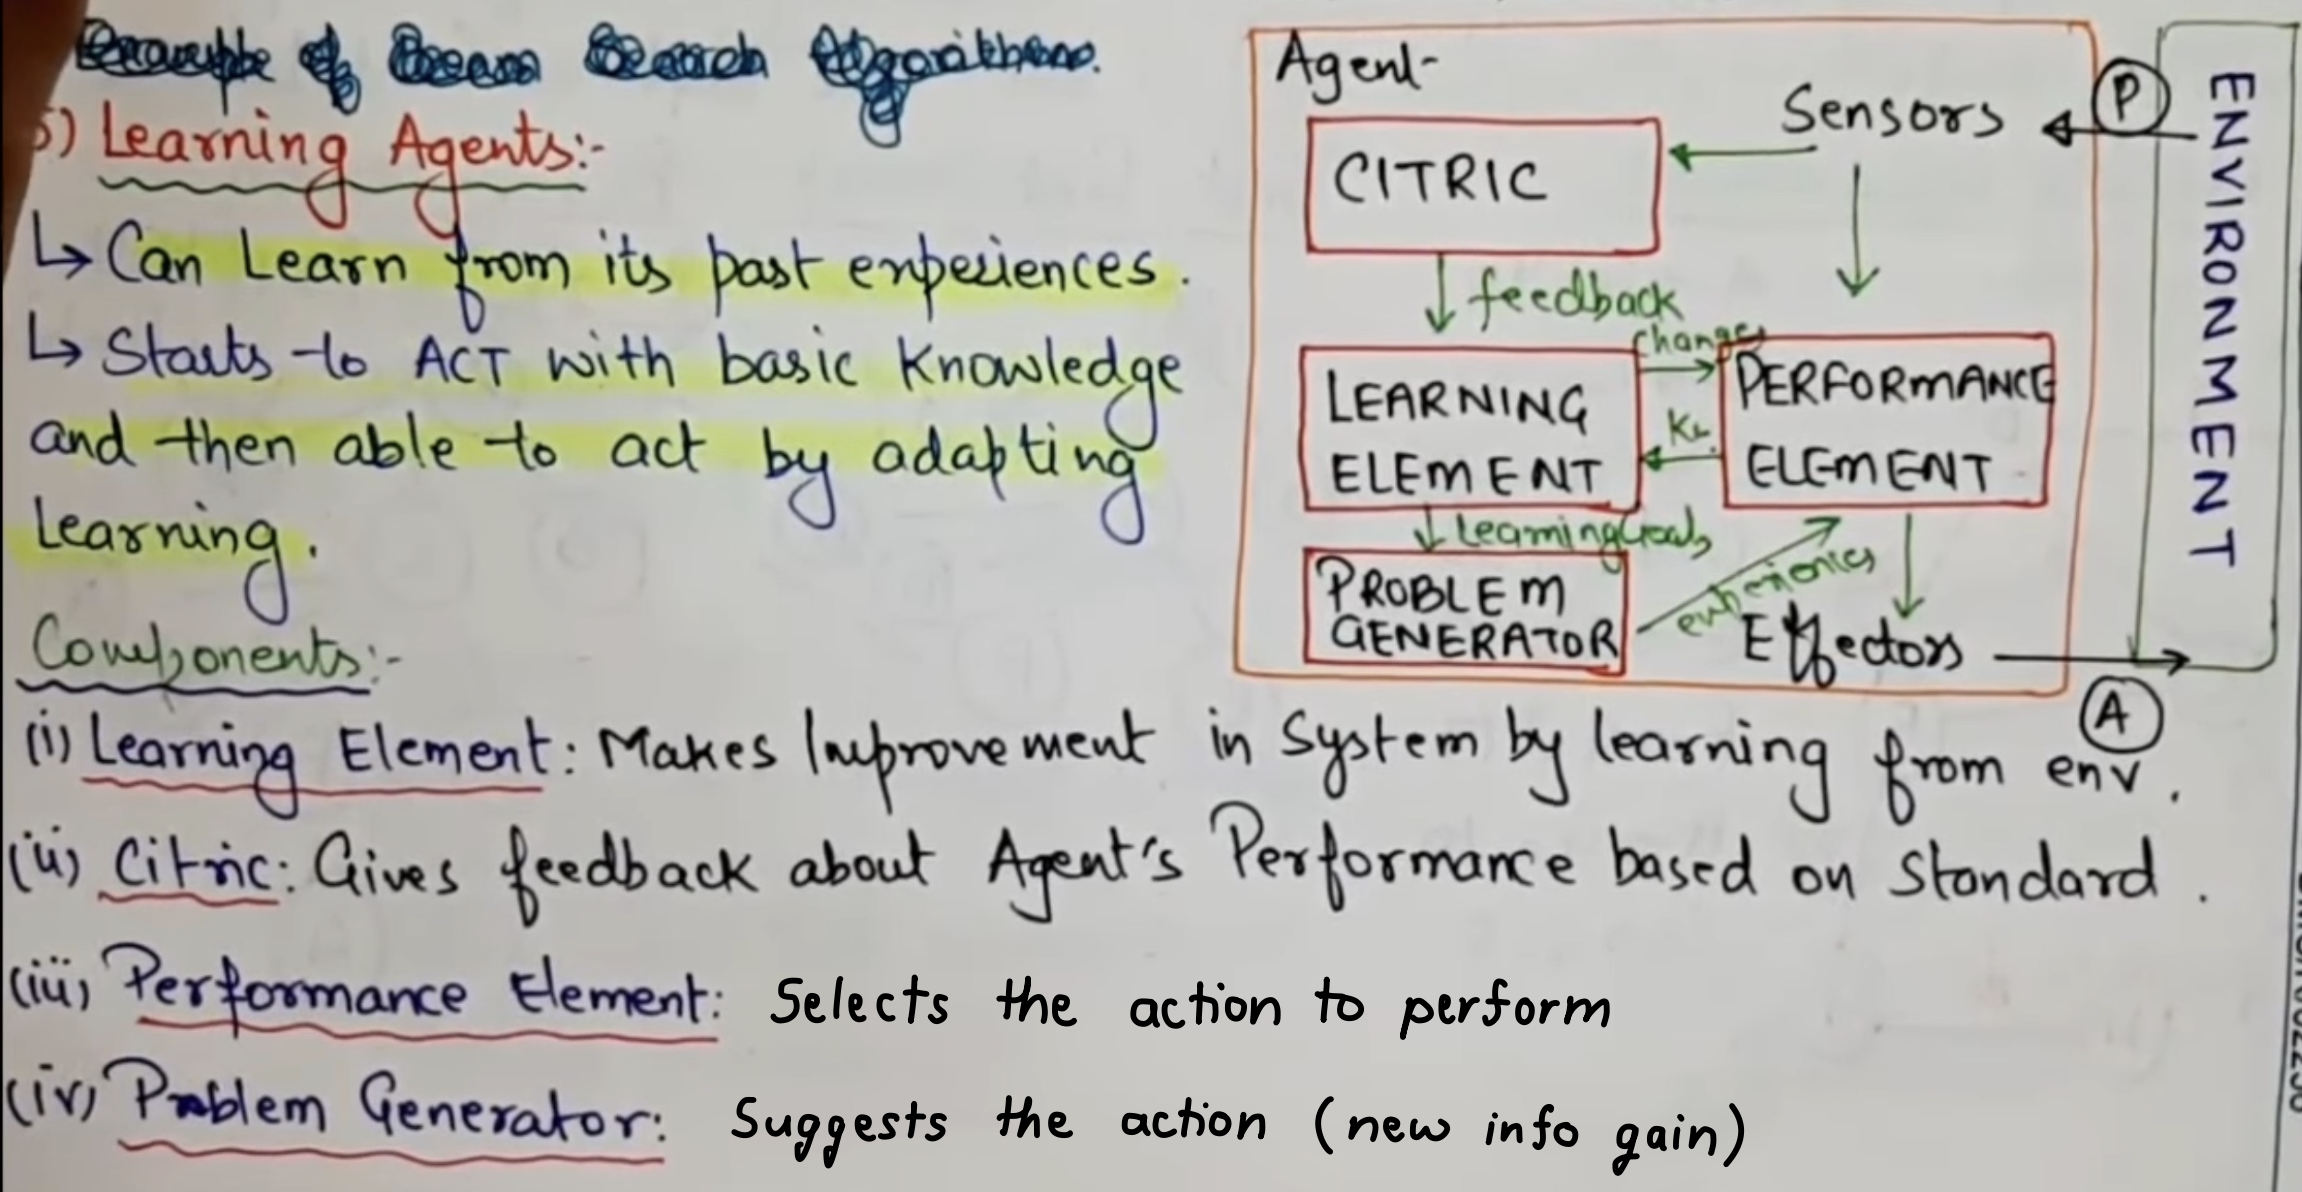 5) Learning Agents:-
↳ Can Learn from its past experiences.
↳ Starts to ACT with basic Knowledge
and then able to act by adapting
Learning.
Components:-
(i) Learning Element: Makes Improvement in System by learning from env.
(ii) Citric: Gives feedback about Agent's Performance based on Standard.
(iii) Performance Element: Selects the action to perform
(iv) Problem Generator: Suggests the action (new info gain)
Agent-
CITRIC
Sensors
P
ENVIRONMENT
feedback
Changes
LEARNING
ELEMENT
PERFORMANCE
ELEMENT
Learning Goals
PROBLEM
GENERATOR
Effectors
A